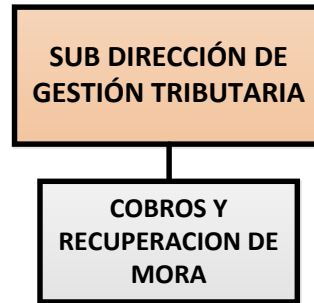 SUB DIRECCIÓN DE
GESTIÓN TRIBUTARIA
COBROS Y
RECUPERACION DE
MORA